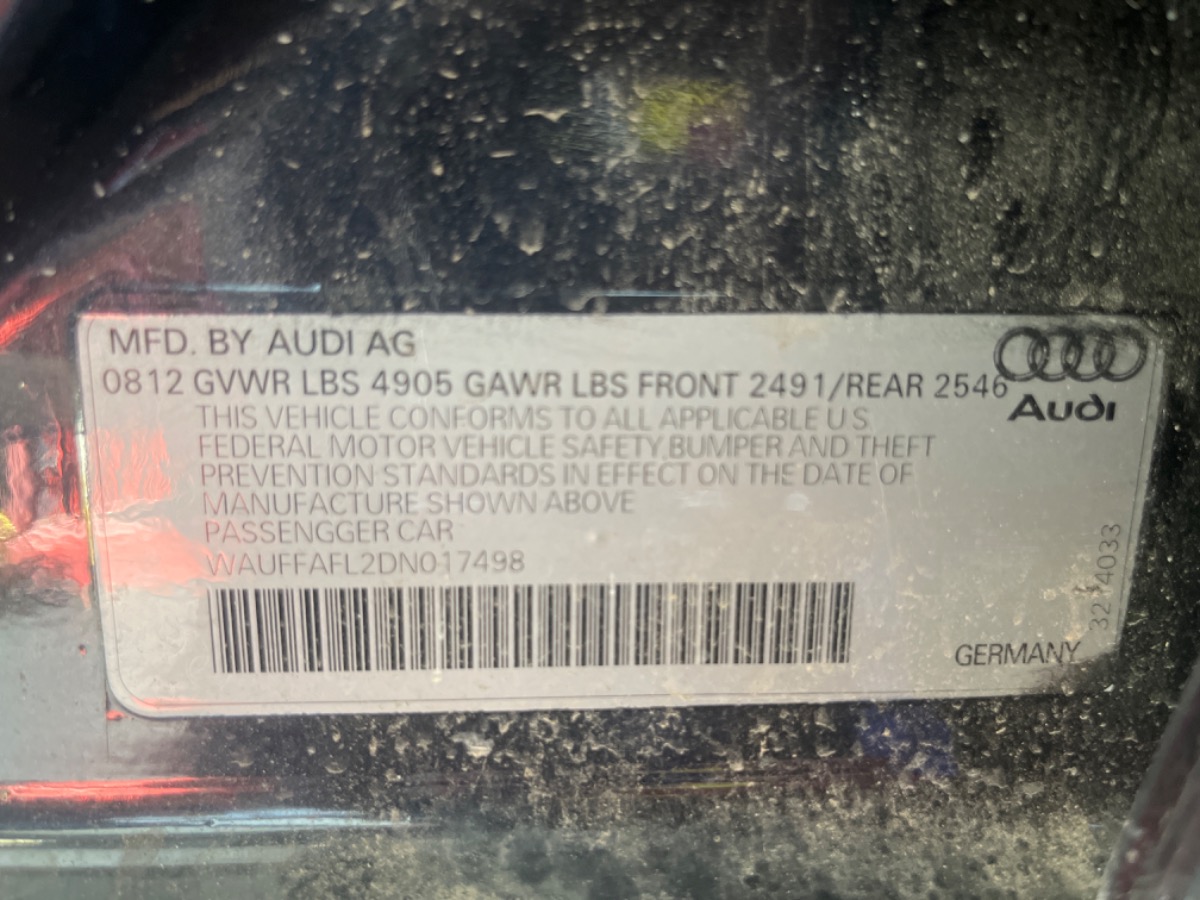 MFD. BY AUDI AG
0812 GVWR LBS 4905 GAWR LBS FRONT 2491/REAR 2546
Audi
THIS VEHICLE CONFORMS TO ALL APPLICABLE U S
FEDERAL MOTOR VEHICLE SAFETY, BUMPER AND THEFT
PREVENTION STANDARDS IN EFFECT ON THE DATE OF
MANUFACTURE SHOWN ABOVE
PASSENGGER CAR
WAUFFAFL2DN017498
GERMANY